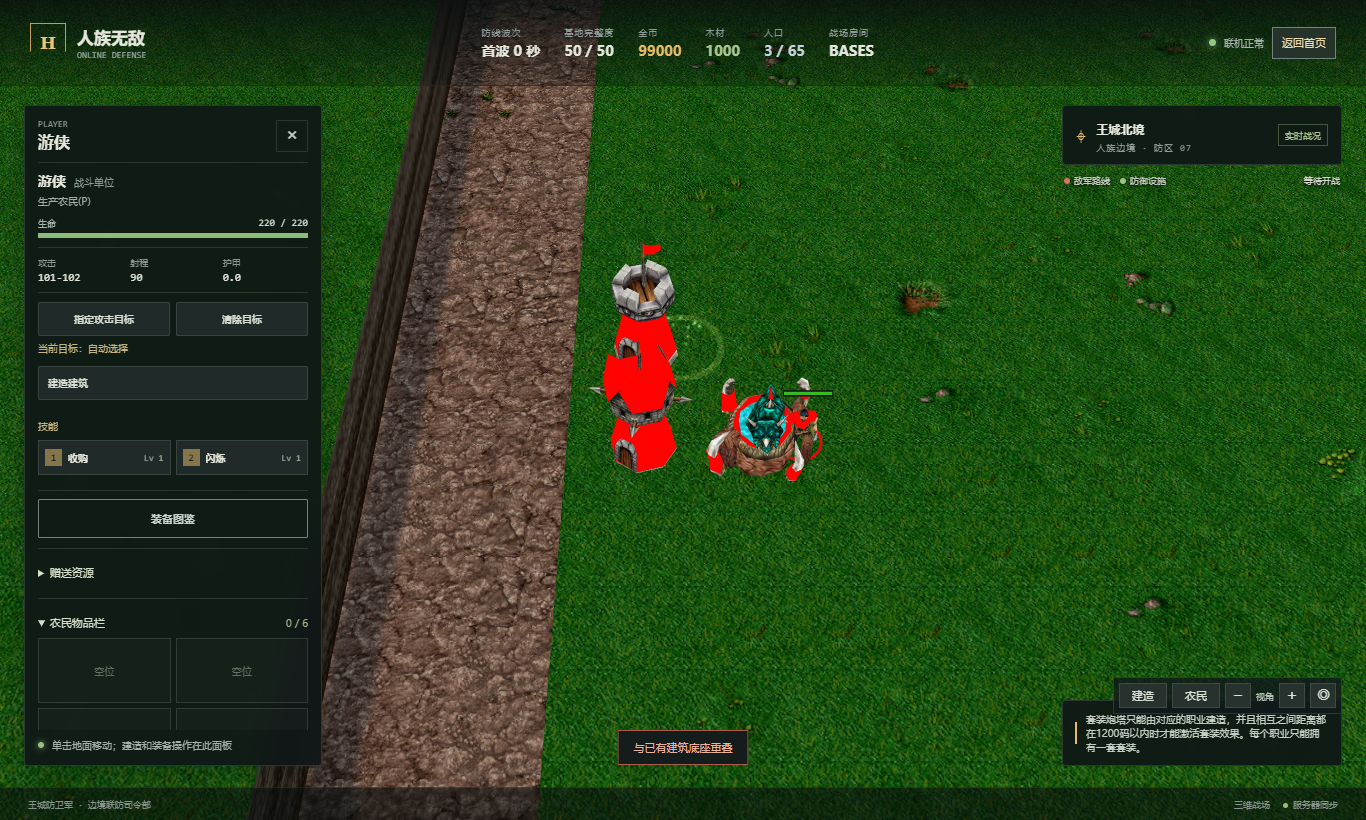 H
人族无敌
ONLINE DEFENSE
防线波次
首波 0 秒
基地完整度
50 / 50
金币
99000
木材
1000
人口
3 / 65
战场房间
BASES
联机正常
返回首页
PLAYER
游侠
×
游侠 战斗单位
生产农民(P)
生命 220 / 220
攻击 射程 护甲
101-102 90 0.0
指定攻击目标 清除目标
当前目标：自动选择
建造建筑
技能
1 收购 Lv 1 2 闪烁 Lv 1
装备图鉴
▶ 赠送资源
▼ 农民物品栏 0 / 6
空位 空位
单击地面移动；建造和装备操作在此面板
王城北境
人族边境 · 防区 07
实时战况
敌军路线 防御设施 等待开战
与已有建筑底座重叠
建造 农民 − 视角 + ◎
套装炮塔只能由对应的职业建造，并且相互之间距离都
在1200码以内时才能激活套装效果。每个职业只能拥
有一套套装。
王城防卫军 · 边境联防司令部
三维战场 服务器同步